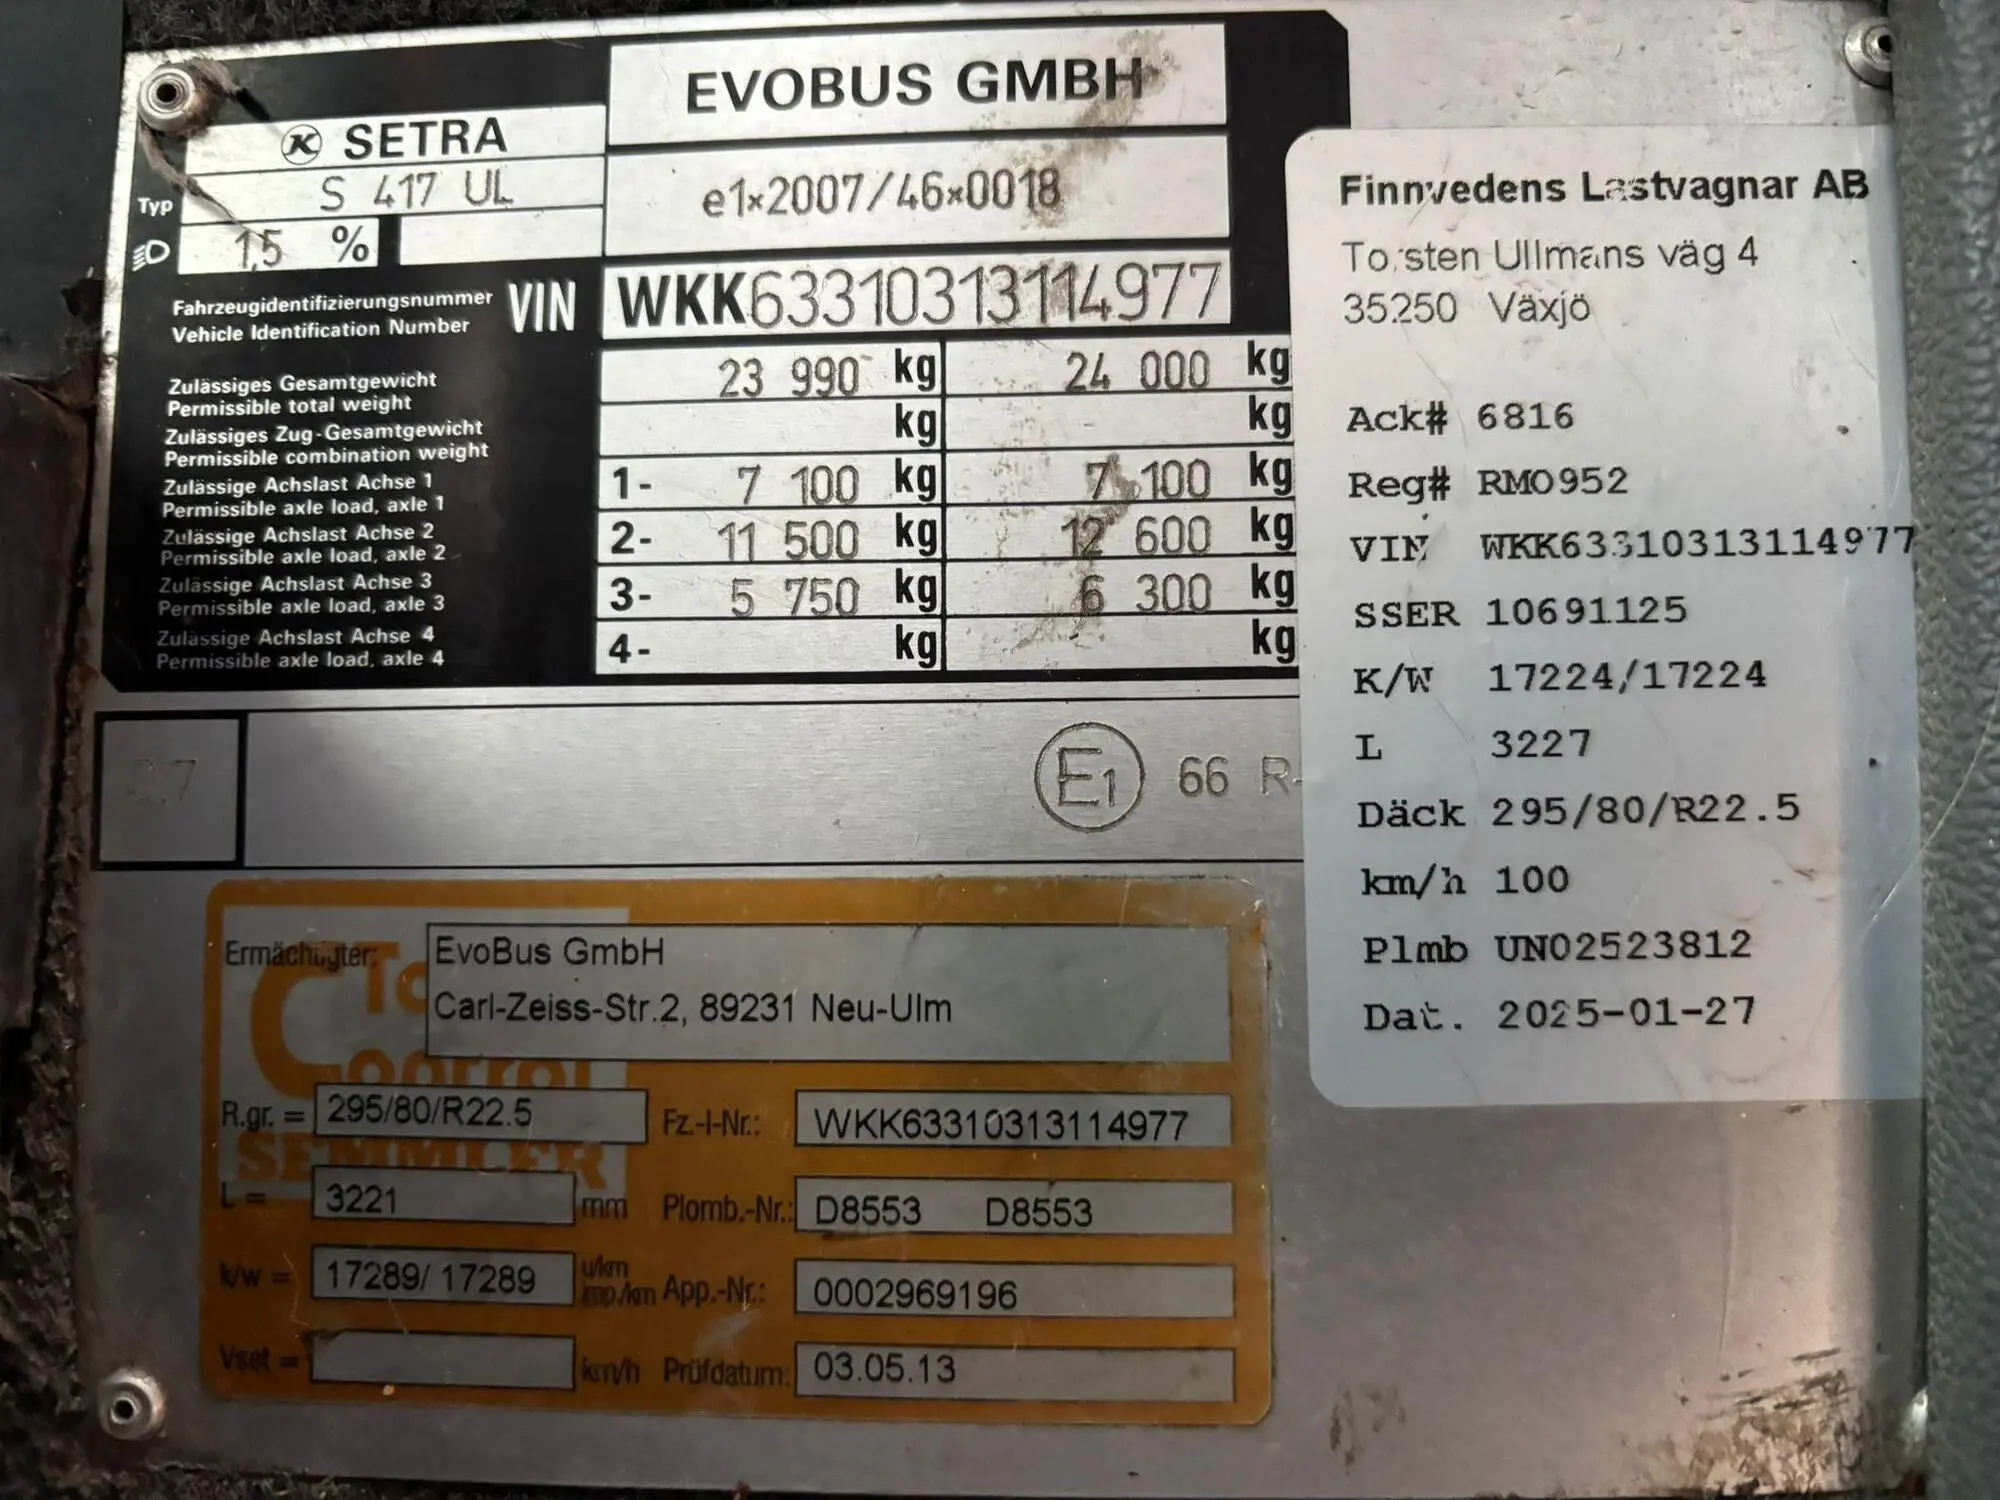 EVOBUS GMBH
K SETRA
Typ S 417 UL
e1*2007/46*0018
1,5 %
Fahrzeugidentifizierungsnummer
Vehicle Identification Number
VIN WKK63310313114977
Zulässiges Gesamtgewicht
Permissible total weight
23 990 kg 24 000 kg
Zulässiges Zug-Gesamtgewicht
Permissible combination weight
kg kg
Zulässige Achslast Achse 1
Permissible axle load, axle 1
1- 7 100 kg 7 100 kg
Zulässige Achslast Achse 2
Permissible axle load, axle 2
2- 11 500 kg 12 600 kg
Zulässige Achslast Achse 3
Permissible axle load, axle 3
3- 5 750 kg 6 300 kg
Zulässige Achslast Achse 4
Permissible axle load, axle 4
4- kg kg
0.7
E1 66 R-
Finnvedens Lastvagnar AB
Torsten Ullmans väg 4
35250 Växjö
Ack# 6816
Reg# RMO952
VIN WKK63310313114977
SSER 10691125
K/W 17224/17224
L 3227
Däck 295/80/R22.5
km/h 100
Plmb UN02523812
Dat. 2025-01-27
Ermächtigter: EvoBus GmbH
Carl-Zeiss-Str.2, 89231 Neu-Ulm
Control
SEMMLER
R.gr. = 295/80/R22.5 Fz.-I-Nr.: WKK63310313114977
L = 3221 mm Plomb.-Nr.: D8553 D8553
k/w = 17289/ 17289 u/km
imp./km App.-Nr.: 0002969196
Vset = km/h Prüfdatum: 03.05.13